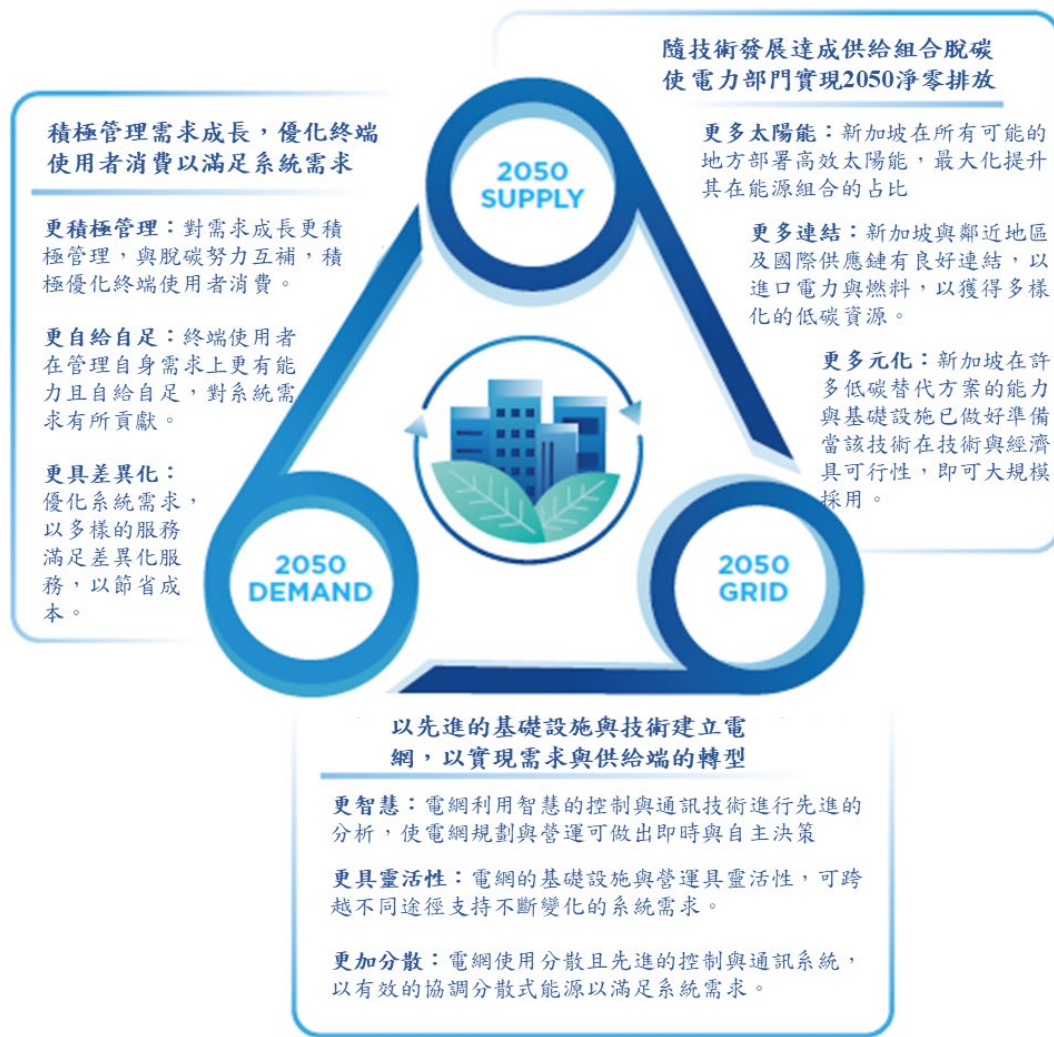 隨技術發展達成供給組合脫碳
使電力部門實現2050淨零排放
更多太陽能：新加坡在所有可能的
地方部署高效太陽能，最大化提升
其在能源組合的占比
更多連結：新加坡與鄰近地區
及國際供應鏈有良好連結，以
進口電力與燃料，以獲得多樣
化的低碳資源。
更多元化：新加坡在許
多低碳替代方案的能力
與基礎設施已做好準備
當該技術在技術與經濟
具可行性，即可大規模
採用。
積極管理需求成長，優化終端
使用者消費以滿足系統需求
更積極管理：對需求成長更積
極管理，與脫碳努力互補，積
極優化終端使用者消費。
更自給自足：終端使用者
在管理自身需求上更有能
力且自給自足，對系統需
求有所貢獻。
更具差異化：
優化系統需求，
以多樣的服務
滿足差異化服
務，以節省成
本。
2050
SUPPLY
2050
DEMAND
2050
GRID
以先進的基礎設施與技術建立電
網，以實現需求與供給端的轉型
更智慧：電網利用智慧的控制與通訊技術進行先進的
分析，使電網規劃與營運可做出即時與自主決策
更具靈活性：電網的基礎設施與營運具靈活性，可跨
越不同途徑支持不斷變化的系統需求。
更加分散：電網使用分散且先進的控制與通訊系統，
以有效的協調分散式能源以滿足系統需求。